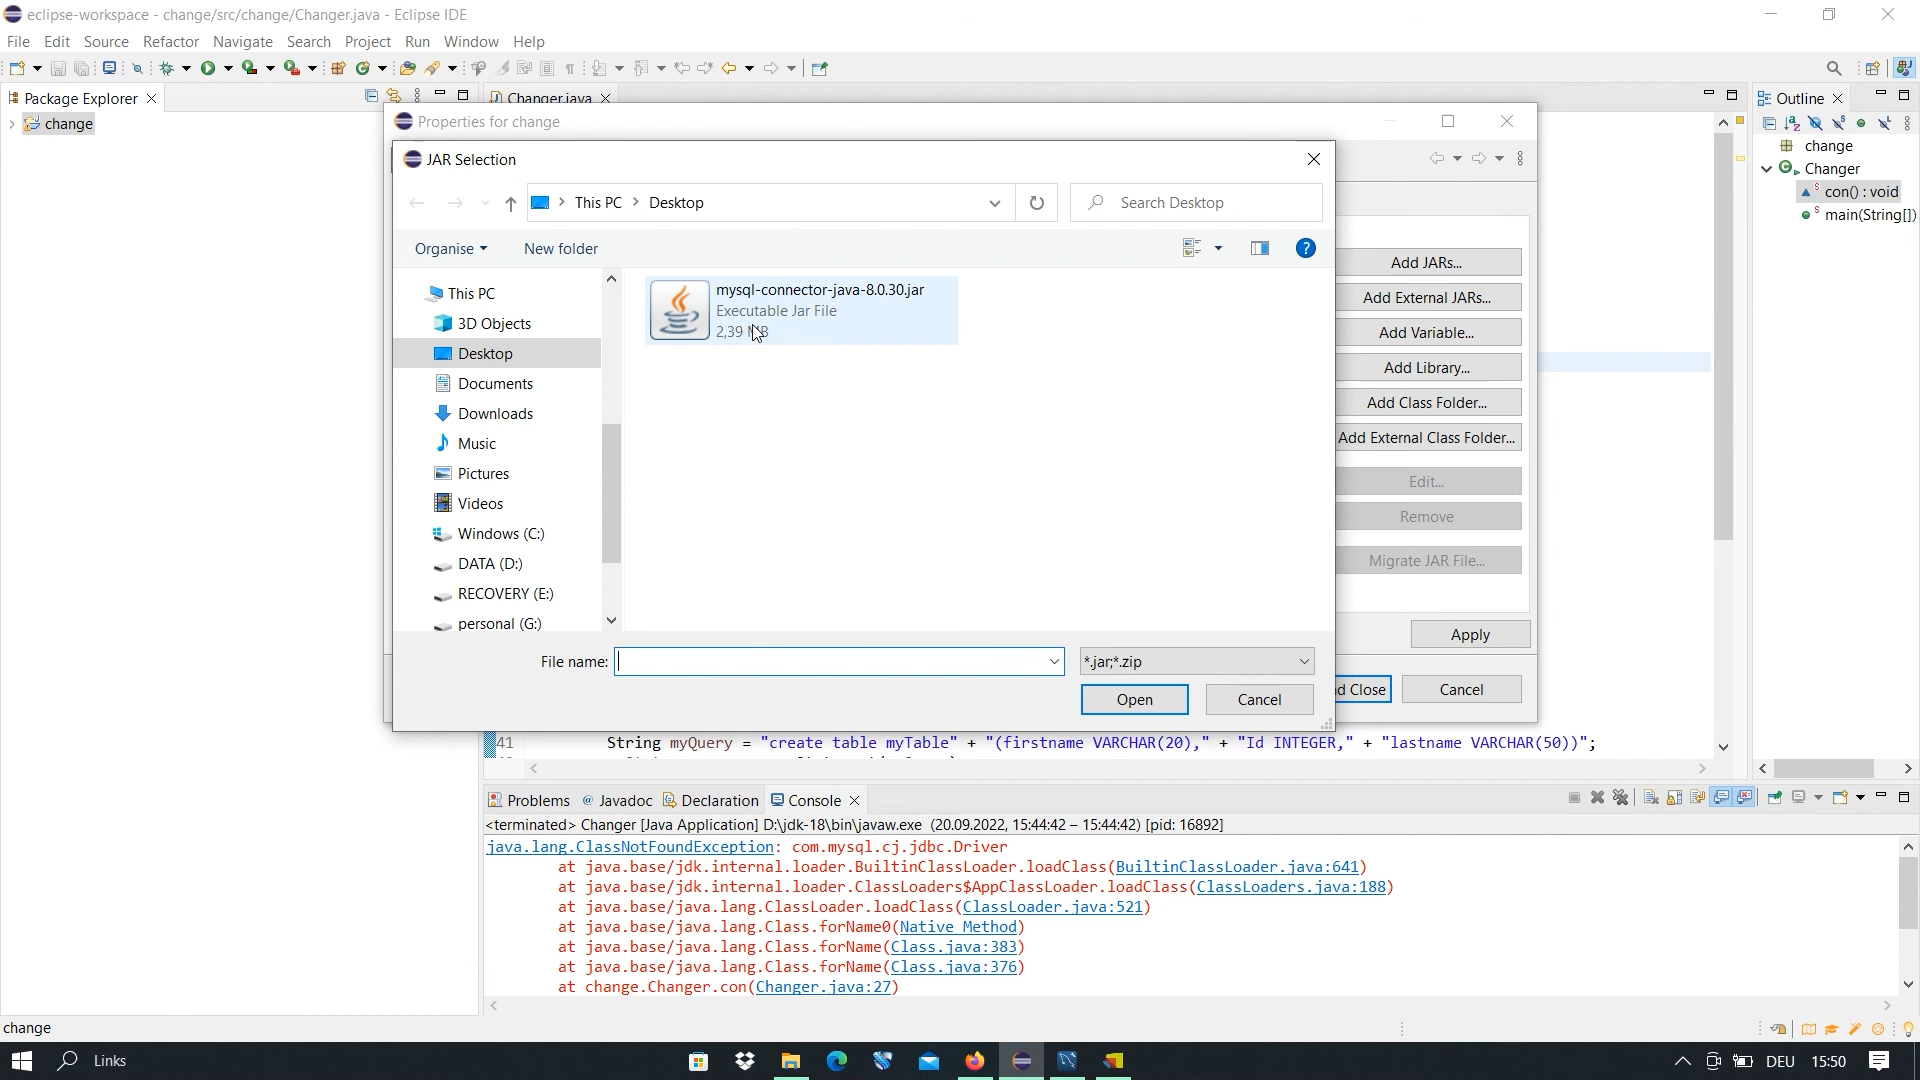 eclipse-workspace - change/src/change/Changer.java - Eclipse IDE
File Edit Source Refactor Navigate Search Project Run Window Help
Package Explorer
Changer.java
Outline
change
Properties for change
change
Changer
con() : void
main(String[])
JAR Selection
This PC > Desktop
Search Desktop
Organise
New folder
This PC
3D Objects
Desktop
Documents
Downloads
Music
Pictures
Videos
Windows (C:)
DATA (D:)
RECOVERY (E:)
personal (G:)
mysql-connector-java-8.0.30.jar
Executable Jar File
2,39 MB
Add JARs...
Add External JARs...
Add Variable...
Add Library...
Add Class Folder...
Add External Class Folder...
Edit...
Remove
Migrate JAR File...
Apply
File name:
*.jar;*.zip
Open
Cancel
d Close
Cancel
41 String myQuery = "create table myTable" + "(firstname VARCHAR(20)," + "Id INTEGER," + "lastname VARCHAR(50))";
Problems @ Javadoc Declaration Console
<terminated> Changer [Java Application] D:\jdk-18\bin\javaw.exe (20.09.2022, 15:44:42 – 15:44:42) [pid: 16892]
java.lang.ClassNotFoundException: com.mysql.cj.jdbc.Driver
at java.base/jdk.internal.loader.BuiltinClassLoader.loadClass(BuiltinClassLoader.java:641)
at java.base/jdk.internal.loader.ClassLoaders$AppClassLoader.loadClass(ClassLoaders.java:188)
at java.base/java.lang.ClassLoader.loadClass(ClassLoader.java:521)
at java.base/java.lang.Class.forName0(Native Method)
at java.base/java.lang.Class.forName(Class.java:383)
at java.base/java.lang.Class.forName(Class.java:376)
at change.Changer.con(Changer.java:27)
change
Links
DEU 15:50